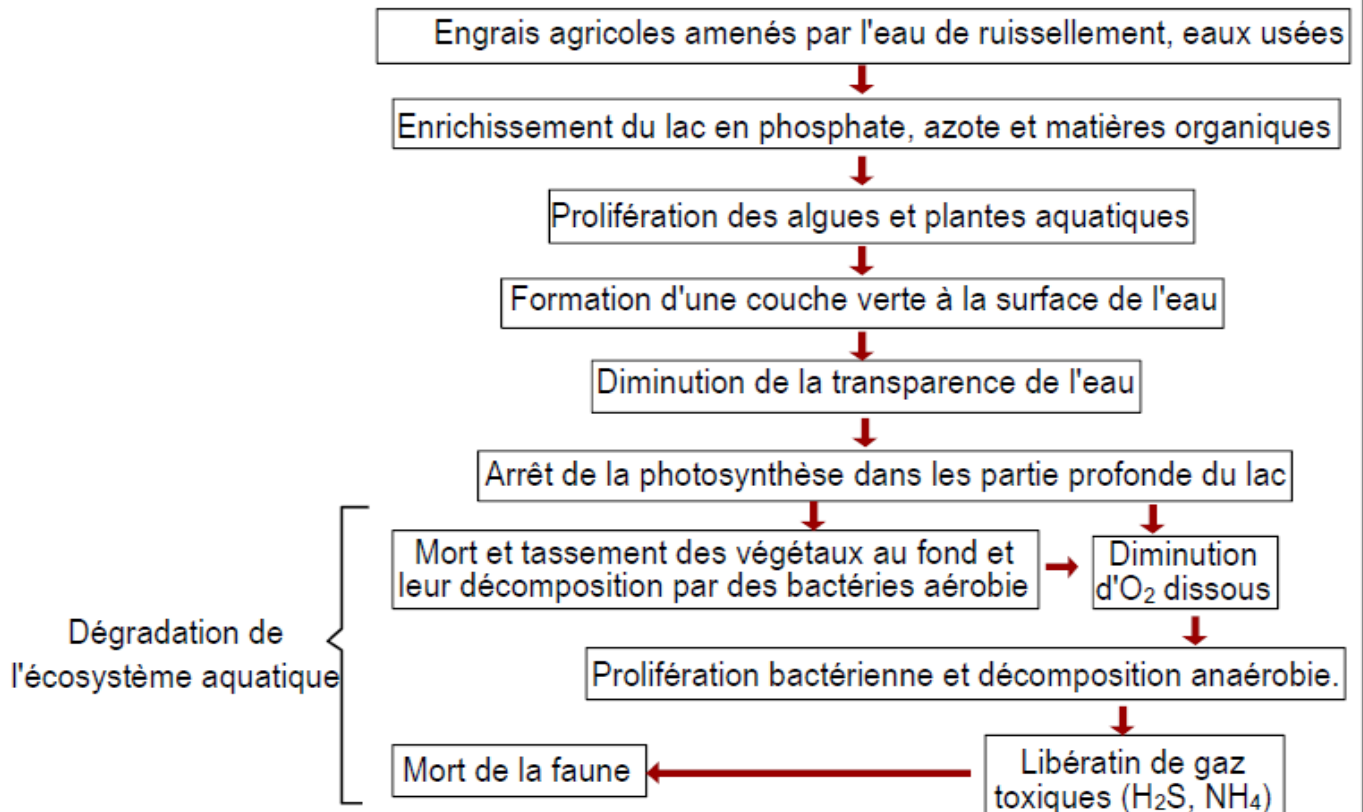 Engrais agricoles amenés par l'eau de ruissellement, eaux usées
Enrichissement du lac en phosphate, azote et matières organiques
Prolifération des algues et plantes aquatiques
Formation d'une couche verte à la surface de l'eau
Diminution de la transparence de l'eau
Arrêt de la photosynthèse dans les partie profonde du lac
Mort et tassement des végétaux au fond et
leur décomposition par des bactéries aérobie
Diminution
d'O₂ dissous
Dégradation de
l'écosystème aquatique
Prolifération bactérienne et décomposition anaérobie.
Mort de la faune
Libératin de gaz
toxiques (H₂S, NH₄)